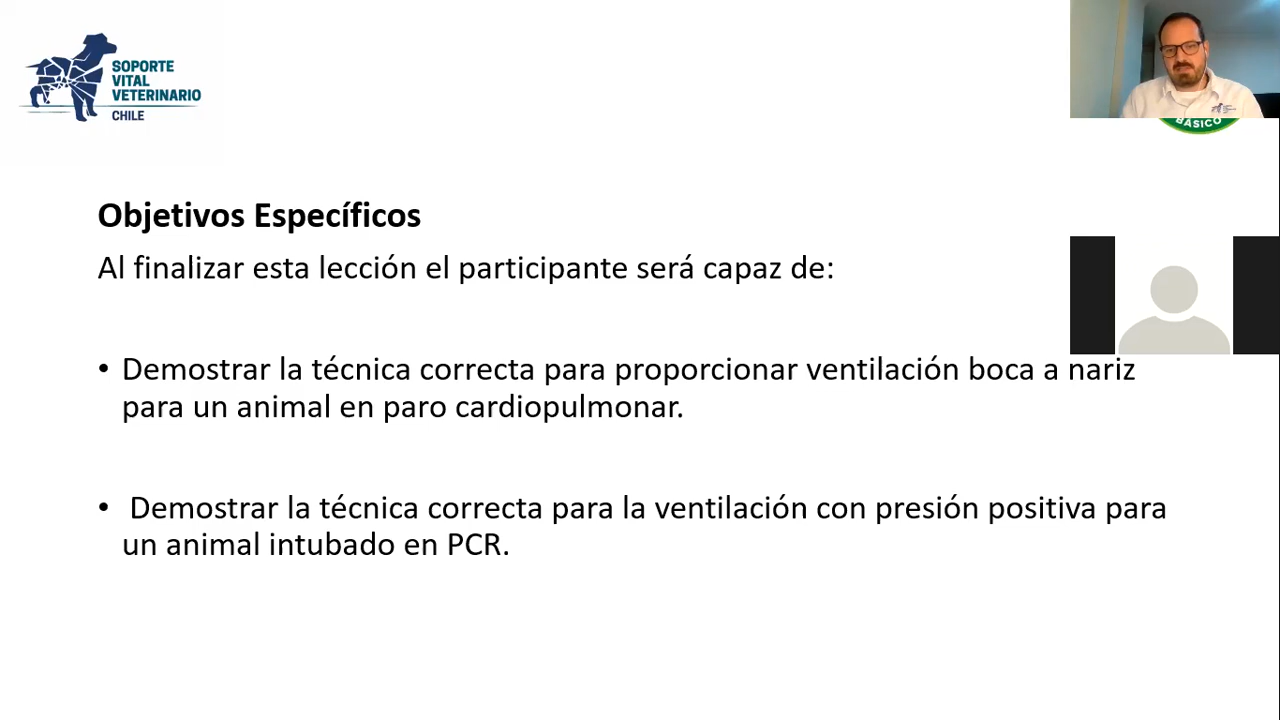 SOPORTE
VITAL
VETERINARIO
CHILE
BÁSICO
Objetivos Específicos
Al finalizar esta lección el participante será capaz de:
• Demostrar la técnica correcta para proporcionar ventilación boca a nariz
para un animal en paro cardiopulmonar.
• Demostrar la técnica correcta para la ventilación con presión positiva para
un animal intubado en PCR.